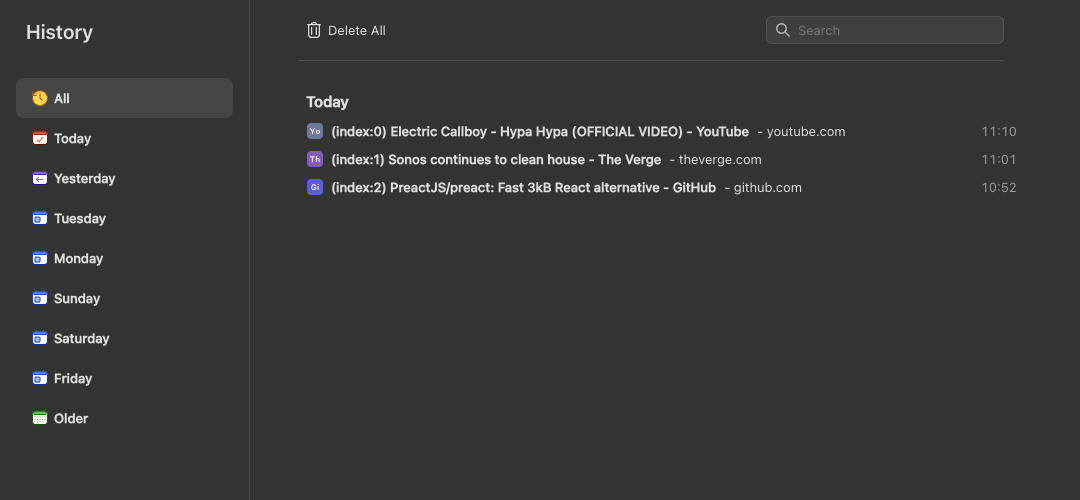 History
All
Today
Yesterday
Tuesday
Monday
Sunday
Saturday
Friday
Older
Delete All
Search
Today
Yo (index:0) Electric Callboy - Hypa Hypa (OFFICIAL VIDEO) - YouTube - youtube.com 11:10
Th (index:1) Sonos continues to clean house - The Verge - theverge.com 11:01
Gi (index:2) PreactJS/preact: Fast 3kB React alternative - GitHub - github.com 10:52